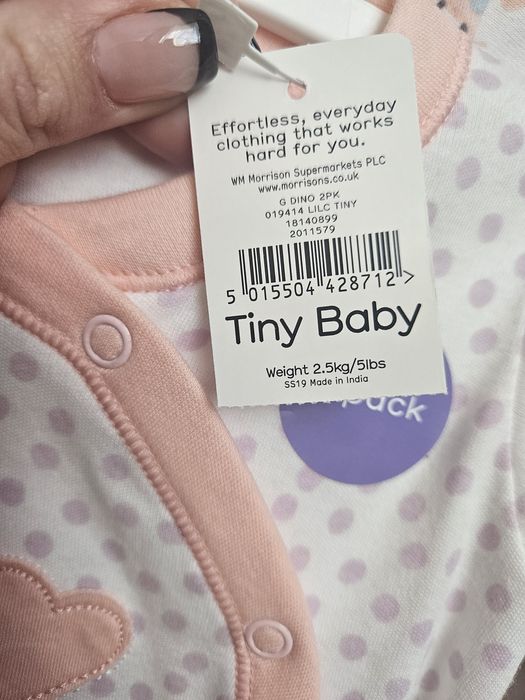 Effortless, everyday
clothing that works
hard for you.
WM Morrison Supermarkets PLC
www.morrisons.co.uk
G DINO 2PK
019414 LILC TINY
18140899
2011579
5 015504 428712 >
Tiny Baby
Weight 2.5kg/5lbs
SS19 Made in India